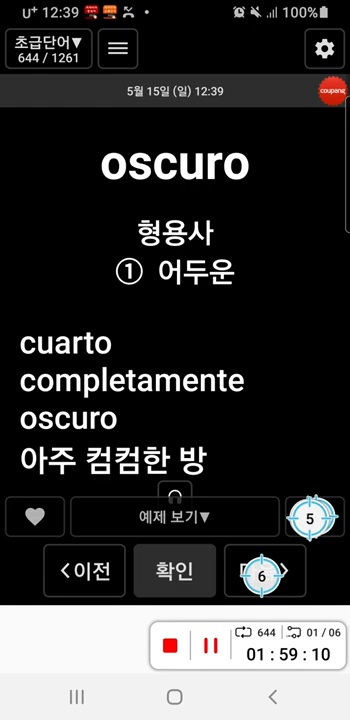 U+ 12:39 100%
초급단어▼
644 / 1261
5월 15일 (일) 12:39
coupang
oscuro
형용사
① 어두운
cuarto
completamente
oscuro
아주 컴컴한 방
예제 보기▼
5
<이전
확인
6
>
644 01 / 06
01 : 59 : 10